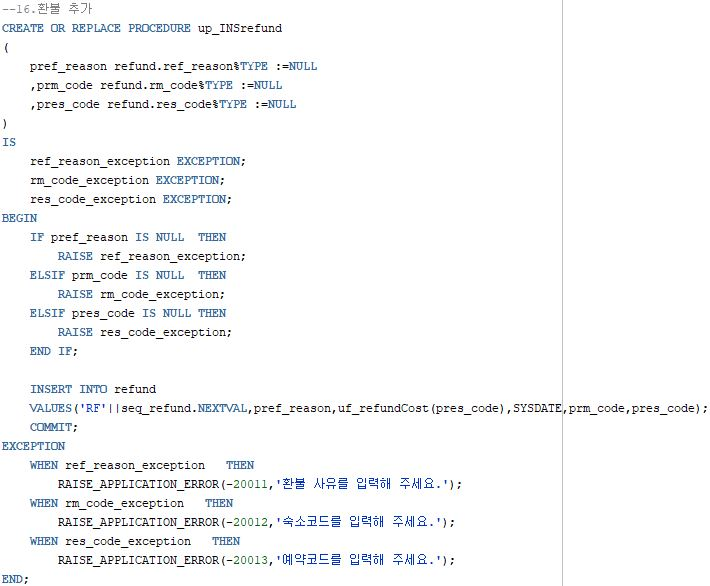 --16.환불 추가
CREATE OR REPLACE PROCEDURE up_INSrefund
(
    pref_reason refund.ref_reason%TYPE :=NULL
    ,prm_code refund.rm_code%TYPE :=NULL
    ,pres_code refund.res_code%TYPE :=NULL
)
IS
    ref_reason_exception EXCEPTION;
    rm_code_exception EXCEPTION;
    res_code_exception EXCEPTION;
BEGIN
    IF pref_reason IS NULL  THEN
        RAISE ref_reason_exception;
    ELSIF prm_code IS NULL  THEN
        RAISE rm_code_exception;
    ELSIF pres_code IS NULL THEN
        RAISE res_code_exception;
    END IF;

    INSERT INTO refund
    VALUES('RF'||seq_refund.NEXTVAL,pref_reason,uf_refundCost(pres_code),SYSDATE,prm_code,pres_code);
    COMMIT;
EXCEPTION
    WHEN ref_reason_exception   THEN
        RAISE_APPLICATION_ERROR(-20011,'환불 사유를 입력해 주세요.');
    WHEN rm_code_exception   THEN
        RAISE_APPLICATION_ERROR(-20012,'숙소코드를 입력해 주세요.');
    WHEN res_code_exception   THEN
        RAISE_APPLICATION_ERROR(-20013,'예약코드를 입력해 주세요.');
END;